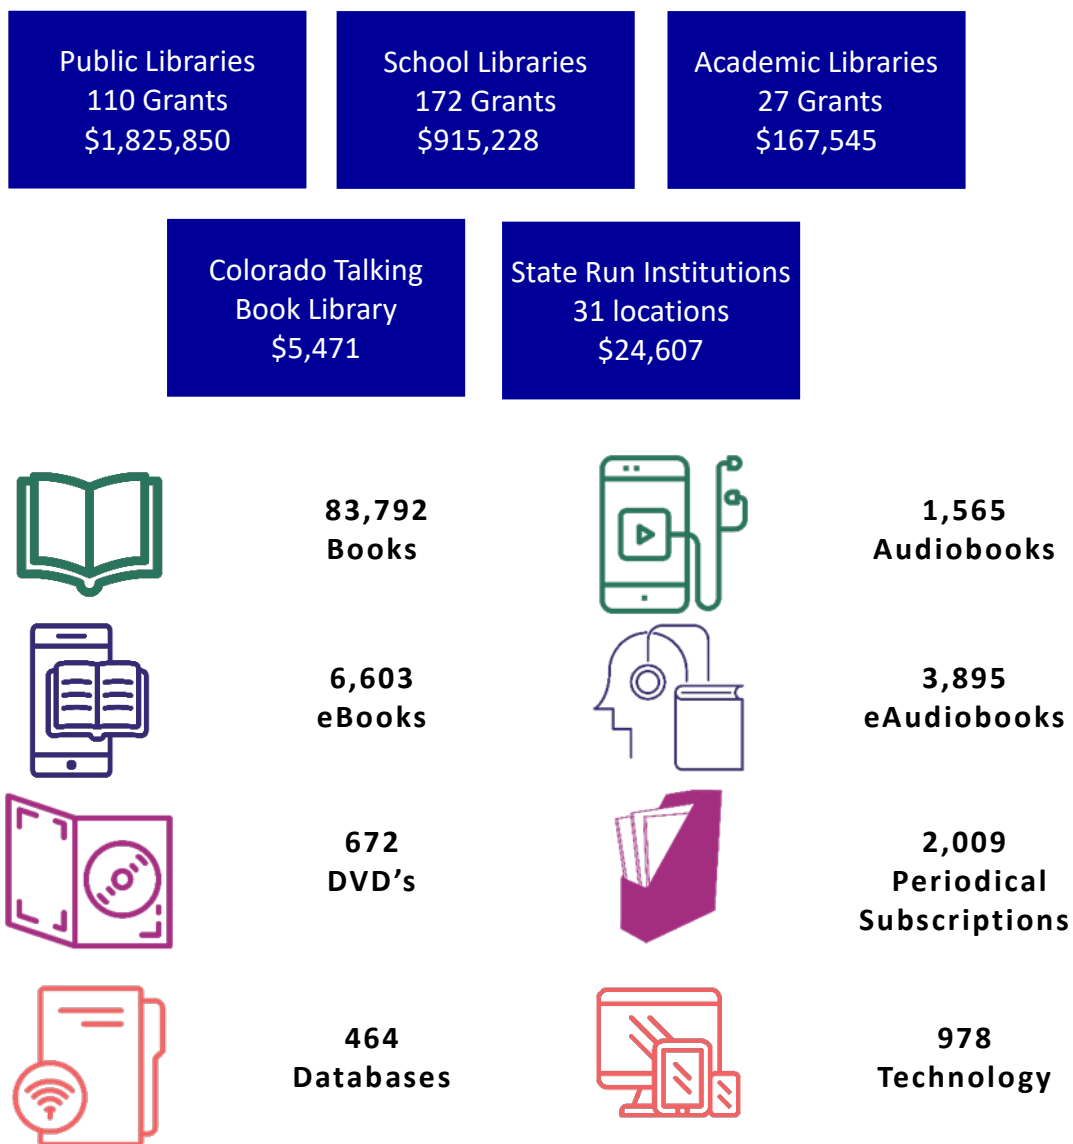 Public Libraries
110 Grants
$1,825,850
School Libraries
172 Grants
$915,228
Academic Libraries
27 Grants
$167,545
Colorado Talking
Book Library
$5,471
State Run Institutions
31 locations
$24,607
83,792
Books
1,565
Audiobooks
6,603
eBooks
3,895
eAudiobooks
672
DVD's
2,009
Periodical
Subscriptions
464
Databases
978
Technology